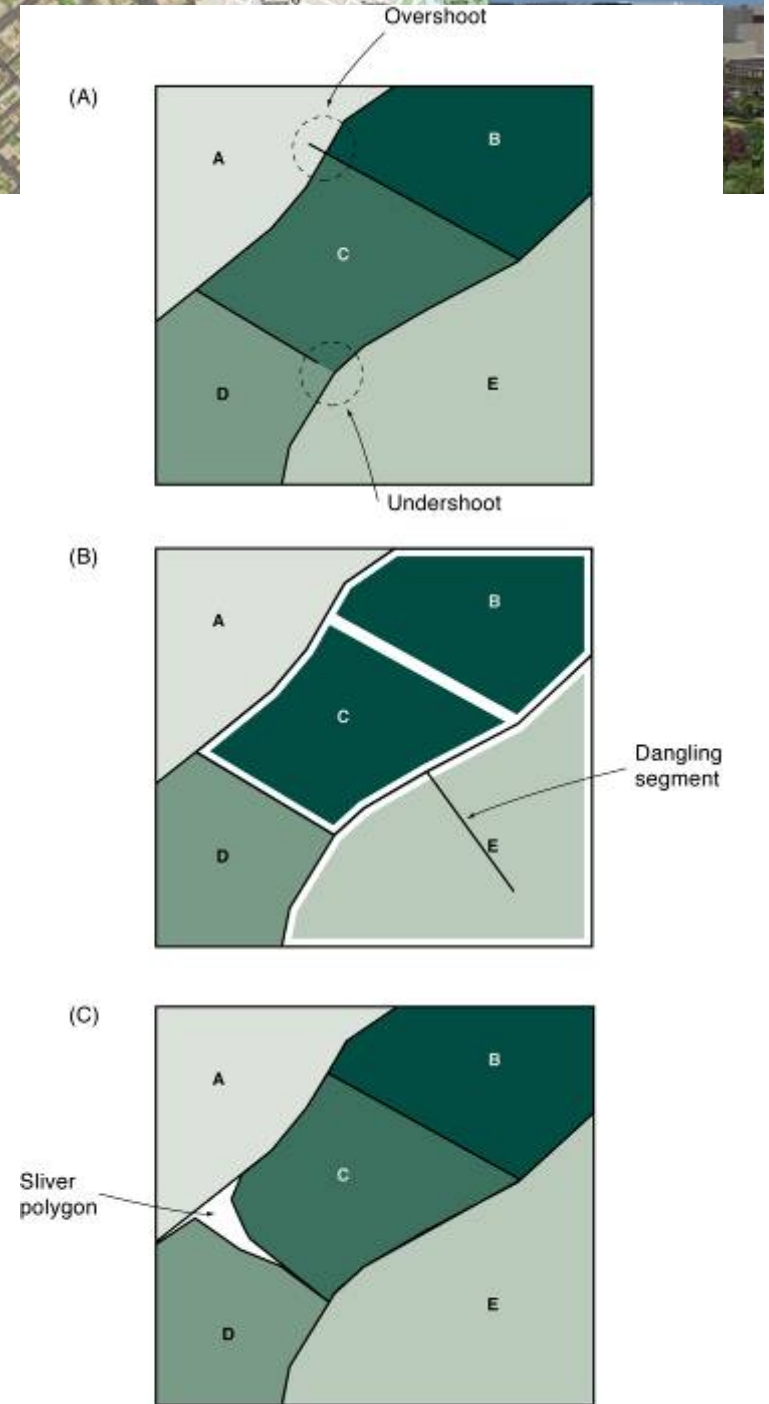 Overshoot
(A)
A
B
C
D
E
Undershoot
(B)
A
B
C
D
E
Dangling
segment
(C)
A
B
C
Sliver
polygon
D
E